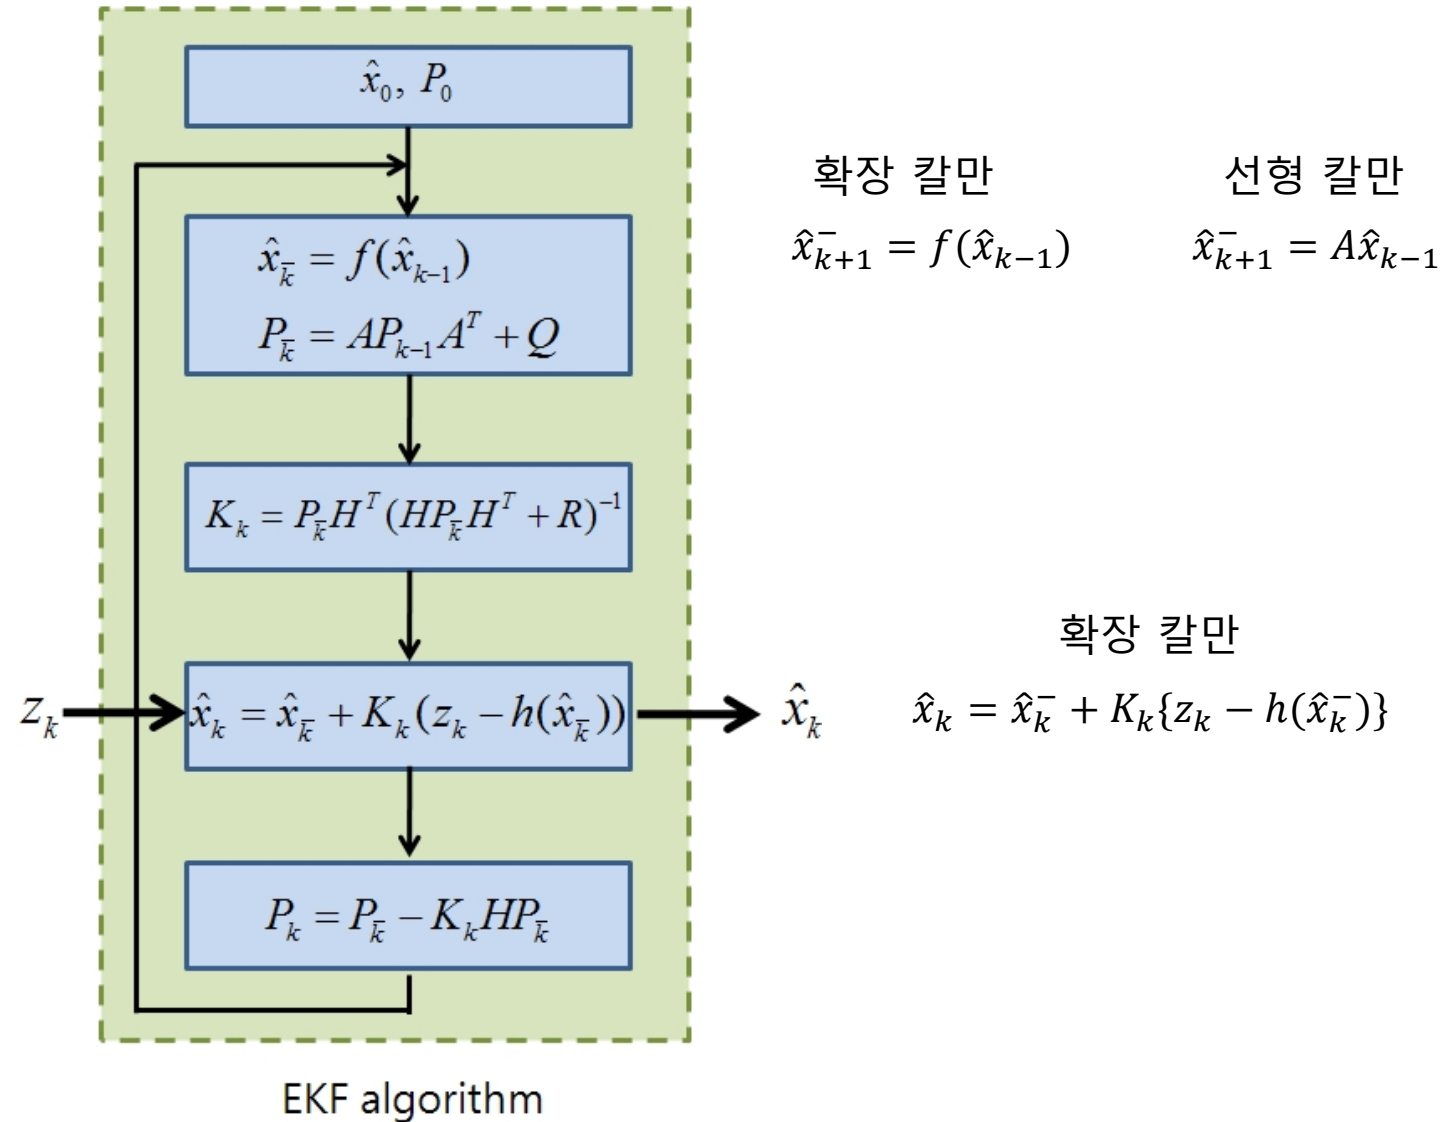 x̂₀, P₀
x̂_k̄ = f(x̂_{k-1})
P_k̄ = AP_{k-1}A^T + Q
K_k = P_k̄H^T(HP_k̄H^T + R)^{-1}
z_k
x̂_k = x̂_k̄ + K_k(z_k − h(x̂_k̄))
x̂_k
P_k = P_k̄ − K_kHP_k̄
EKF algorithm
확장 칼만
x̂⁻_{k+1} = f(x̂_{k−1})
선형 칼만
x̂⁻_{k+1} = Ax̂_{k−1}
확장 칼만
x̂_k = x̂⁻_k + K_k{z_k − h(x̂⁻_k)}